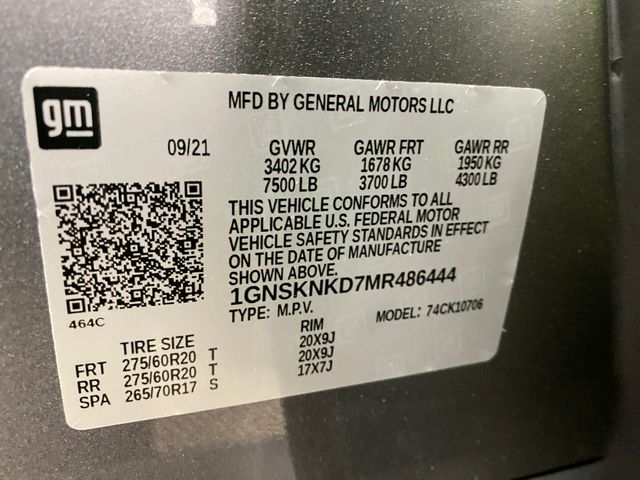 gm
MFD BY GENERAL MOTORS LLC
09/21 GVWR GAWR FRT GAWR RR
3402 KG 1678 KG 1950 KG
7500 LB 3700 LB 4300 LB
THIS VEHICLE CONFORMS TO ALL
APPLICABLE U.S. FEDERAL MOTOR
VEHICLE SAFETY STANDARDS IN EFFECT
ON THE DATE OF MANUFACTURE
SHOWN ABOVE.
1GNSKNKD7MR486444
TYPE: M.P.V. MODEL: 74CK10706
464C
TIRE SIZE RIM
FRT 275/60R20 T 20X9J
RR 275/60R20 T 20X9J
SPA 265/70R17 S 17X7J